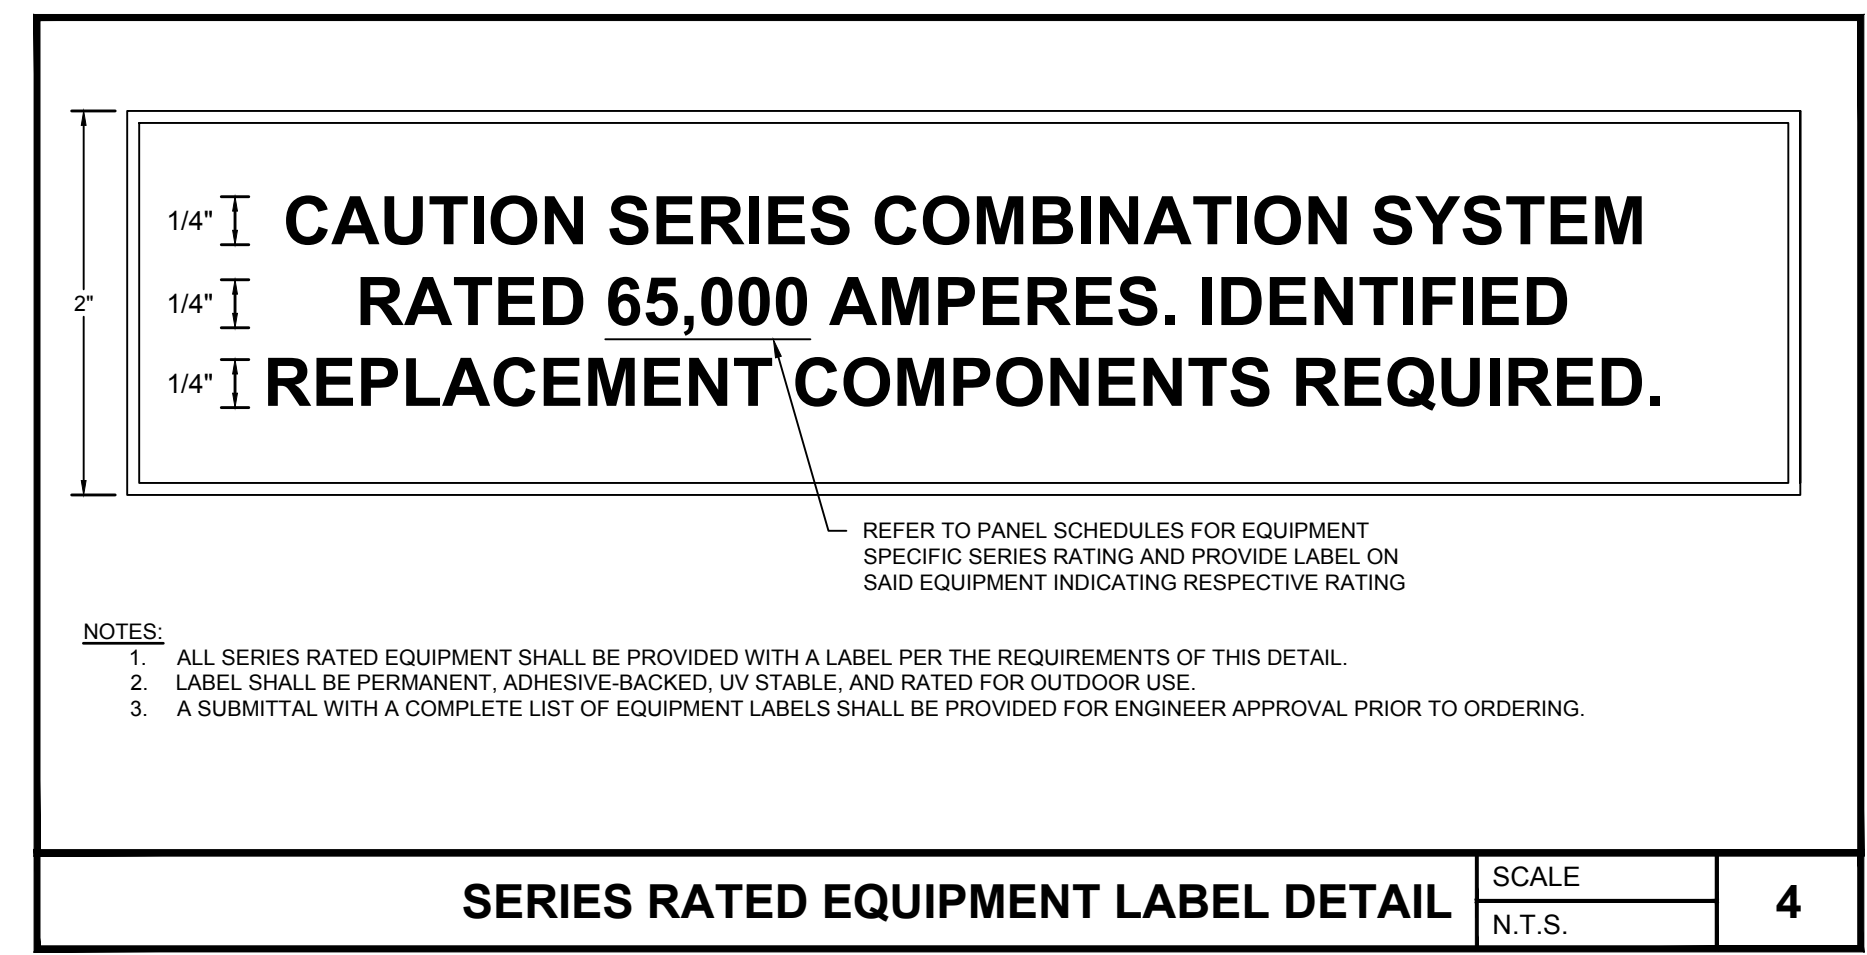 2"
1/4" CAUTION SERIES COMBINATION SYSTEM
1/4" RATED 65,000 AMPERES. IDENTIFIED
1/4" REPLACEMENT COMPONENTS REQUIRED.
REFER TO PANEL SCHEDULES FOR EQUIPMENT
SPECIFIC SERIES RATING AND PROVIDE LABEL ON
SAID EQUIPMENT INDICATING RESPECTIVE RATING
NOTES:
1. ALL SERIES RATED EQUIPMENT SHALL BE PROVIDED WITH A LABEL PER THE REQUIREMENTS OF THIS DETAIL.
2. LABEL SHALL BE PERMANENT, ADHESIVE-BACKED, UV STABLE, AND RATED FOR OUTDOOR USE.
3. A SUBMITTAL WITH A COMPLETE LIST OF EQUIPMENT LABELS SHALL BE PROVIDED FOR ENGINEER APPROVAL PRIOR TO ORDERING.
SERIES RATED EQUIPMENT LABEL DETAIL
SCALE
N.T.S.
4